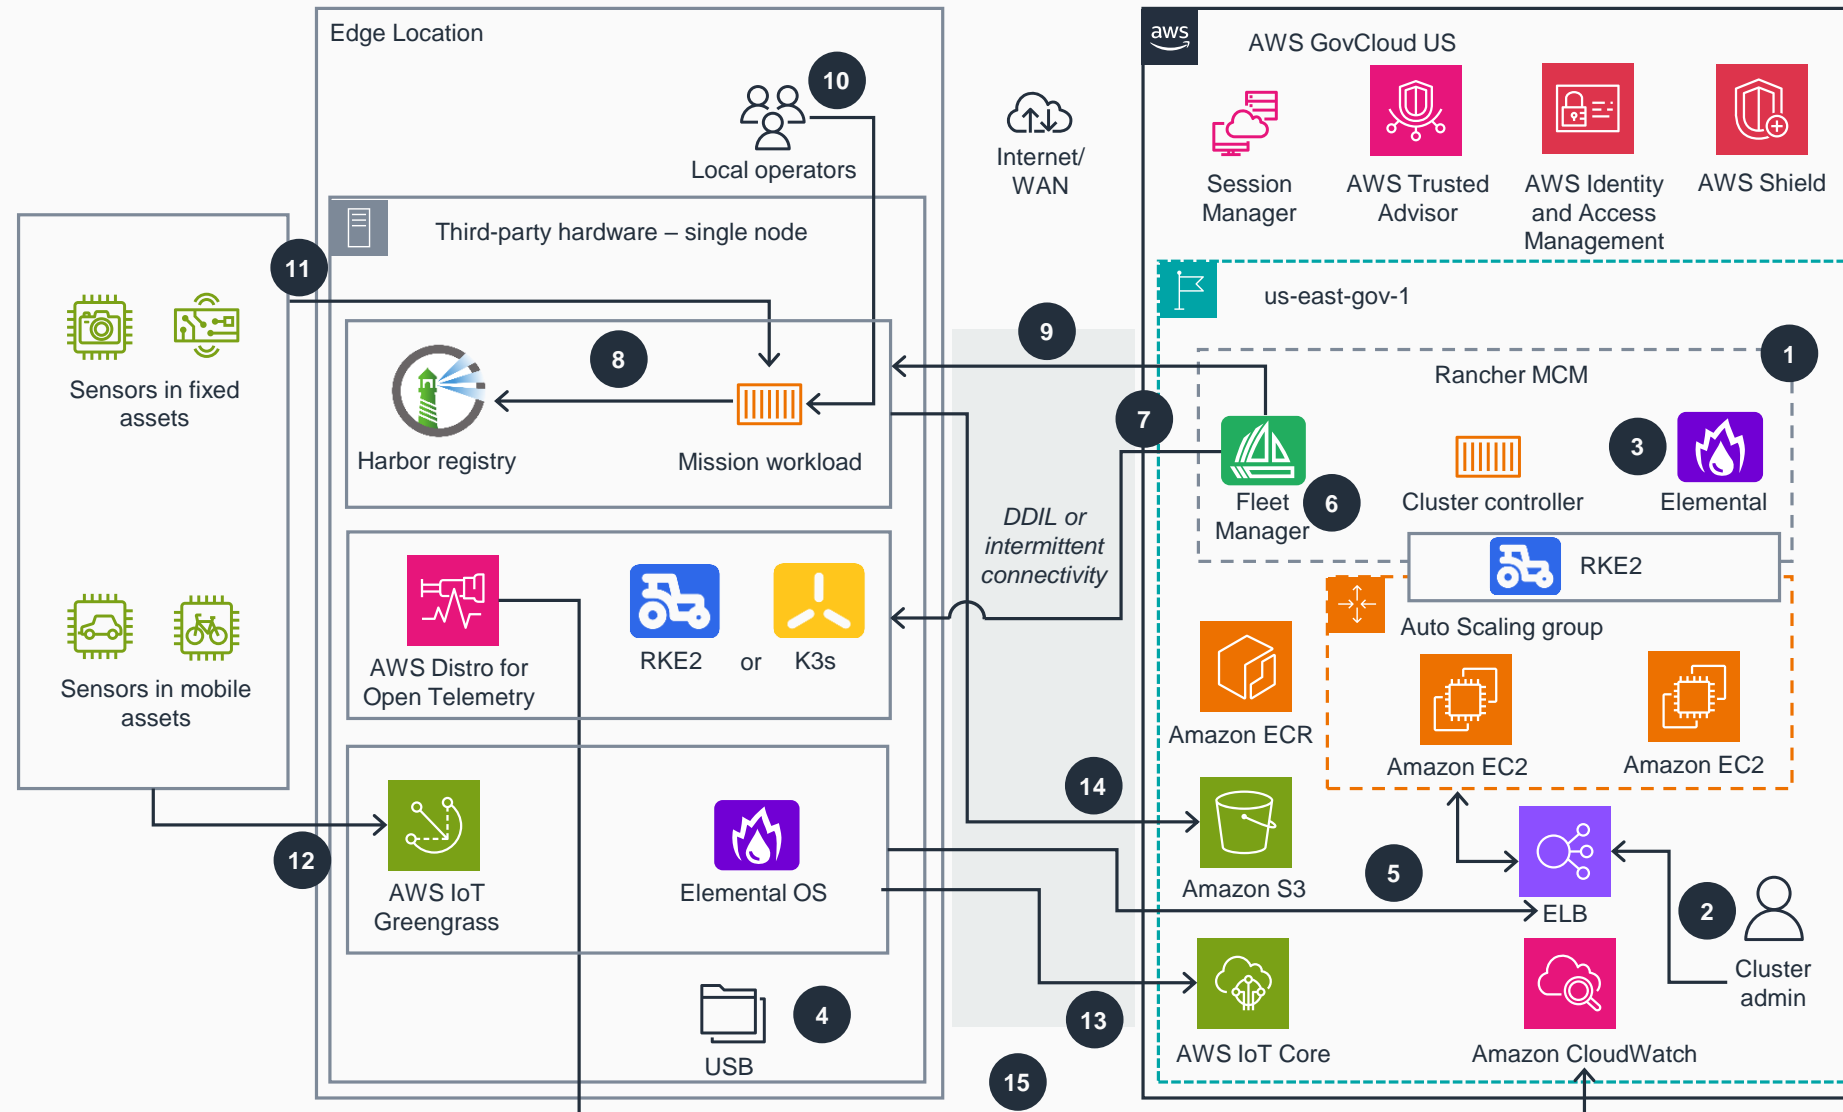 Edge Location
10
Local operators
Third-party hardware – single node
11
Sensors in fixed
assets
Sensors in mobile
assets
12
8
Harbor registry
Mission workload
AWS Distro for
Open Telemetry
RKE2
or
K3s
AWS IoT
Greengrass
Elemental OS
USB
4
Internet/
WAN
9
7
DDIL or
intermittent
connectivity
14
13
15
aws
AWS GovCloud US
Session
Manager
AWS Trusted
Advisor
AWS Identity
and Access
Management
AWS Shield
us-east-gov-1
1
Rancher MCM
Fleet
Manager
6
Cluster controller
3
Elemental
RKE2
Auto Scaling group
Amazon EC2
Amazon EC2
Amazon ECR
Amazon S3
5
ELB
2
Cluster
admin
AWS IoT Core
Amazon CloudWatch